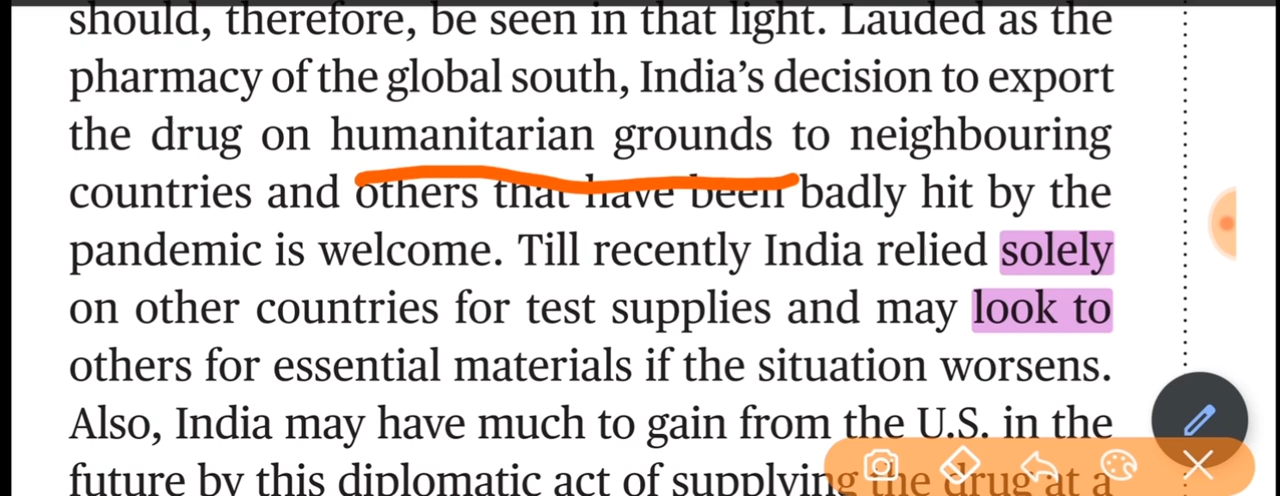 should, therefore, be seen in that light. Lauded as the
pharmacy of the global south, India's decision to export
the drug on humanitarian grounds to neighbouring
countries and others that have been badly hit by the
pandemic is welcome. Till recently India relied solely
on other countries for test supplies and may look to
others for essential materials if the situation worsens.
Also, India may have much to gain from the U.S. in the
future by this diplomatic act of supplying the drug at a